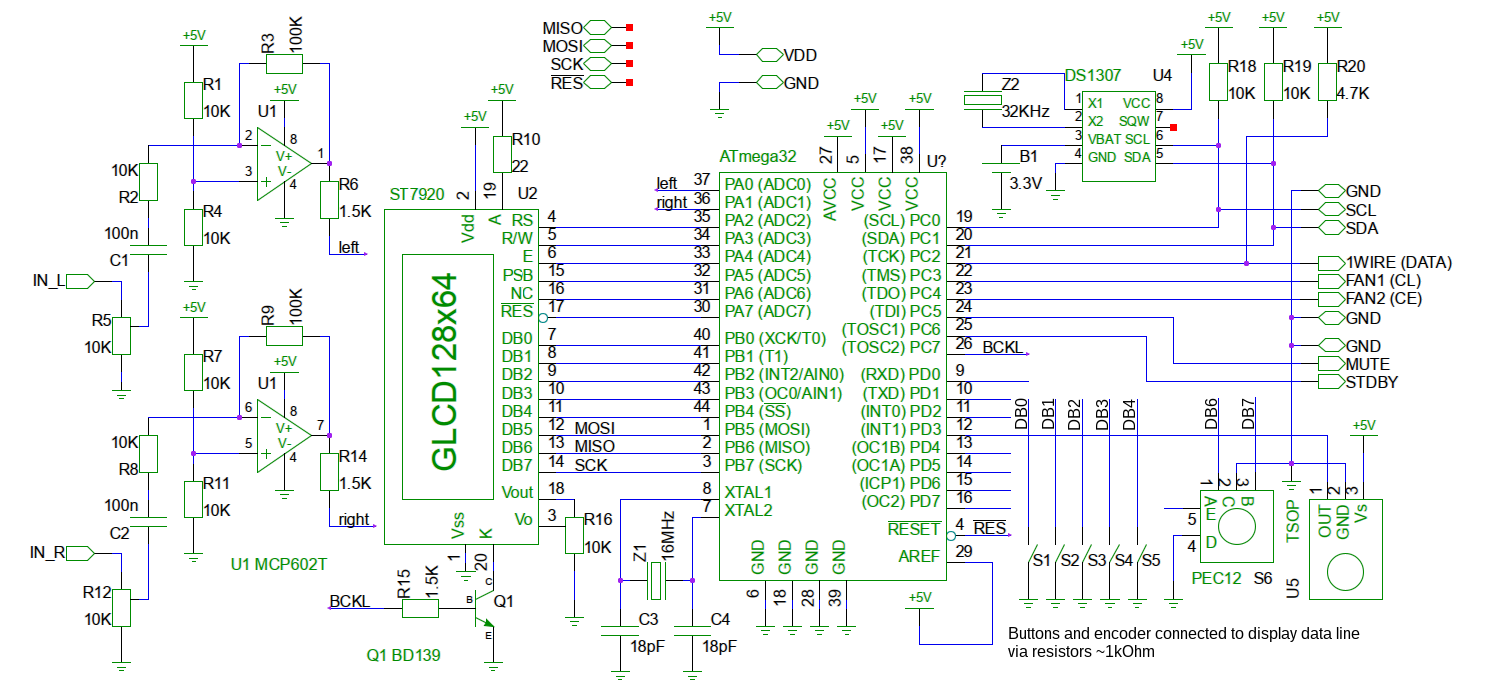 +5V
R1
10K
R3
100K
+5V
U1
2
3
8
V+
V-
4
1
10K
R2
R4
10K
R6
1.5K
left
100n
C1
IN_L
R5
10K
+5V
R7
10K
R9
100K
+5V
U1
6
5
8
V+
V-
4
7
10K
R8
R11
10K
R14
1.5K
right
100n
C2
IN_R
R12
10K
U1 MCP602T
MISO
MOSI
SCK
RES
+5V
VDD
GND
+5V
+5V
R10
22
ST7920
2
19
U2
Vdd
A
GLCD128x64
RS 4
R/W 5
E 6
PSB 15
NC 16
RES 17
DB0 7
DB1 8
DB2 9
DB3 10
DB4 11
DB5 12 MOSI
DB6 13 MISO
DB7 14 SCK
Vout 18
Vo 3
Vss
K
1
20
R16
10K
BCKL
R15
1.5K
B
C
E
Q1
Q1 BD139
Z1
16MHz
C3
18pF
C4
18pF
ATmega32
+5V
+5V
+5V
+5V
27
5
17
38
U?
AVCC
VCC
VCC
VCC
left 37 PA0 (ADC0)
right 36 PA1 (ADC1)
35 PA2 (ADC2)
34 PA3 (ADC3)
33 PA4 (ADC4)
32 PA5 (ADC5)
31 PA6 (ADC6)
30 PA7 (ADC7)
40 PB0 (XCK/T0)
41 PB1 (T1)
42 PB2 (INT2/AIN0)
43 PB3 (OC0/AIN1)
44 PB4 (SS)
1 PB5 (MOSI)
2 PB6 (MISO)
3 PB7 (SCK)
8 XTAL1
7 XTAL2
(SCL) PC0 19
(SDA) PC1 20
(TCK) PC2 21
(TMS) PC3 22
(TDO) PC4 23
(TDI) PC5 24
(TOSC1) PC6 25
(TOSC2) PC7 26 BCKL
(RXD) PD0 9
(TXD) PD1 10
(INT0) PD2 11
(INT1) PD3 12
(OC1B) PD4 13
(OC1A) PD5 14
(ICP1) PD6 15
(OC2) PD7 16
RESET 4 RES
AREF 29
GND
GND
GND
GND
6
18
28
39
+5V
Z2
32KHz
DS1307
U4
+5V
1 X1 VCC 8
2 X2 SQW 7
3 VBAT SCL 6
4 GND SDA 5
B1
3.3V
+5V
+5V
+5V
R18
10K
R19
10K
R20
4.7K
GND
SCL
SDA
1WIRE (DATA)
FAN1 (CL)
FAN2 (CE)
GND
GND
MUTE
STDBY
DB0
DB1
DB2
DB3
DB4
S1
S2
S3
S4
S5
DB6
DB7
1
2
3
A
C
B
5
E
4
D
PEC12
S6
+5V
1
2
3
TSOP
OUT
GND
Vs
U5
Buttons and encoder connected to display data line
via resistors ~1kOhm